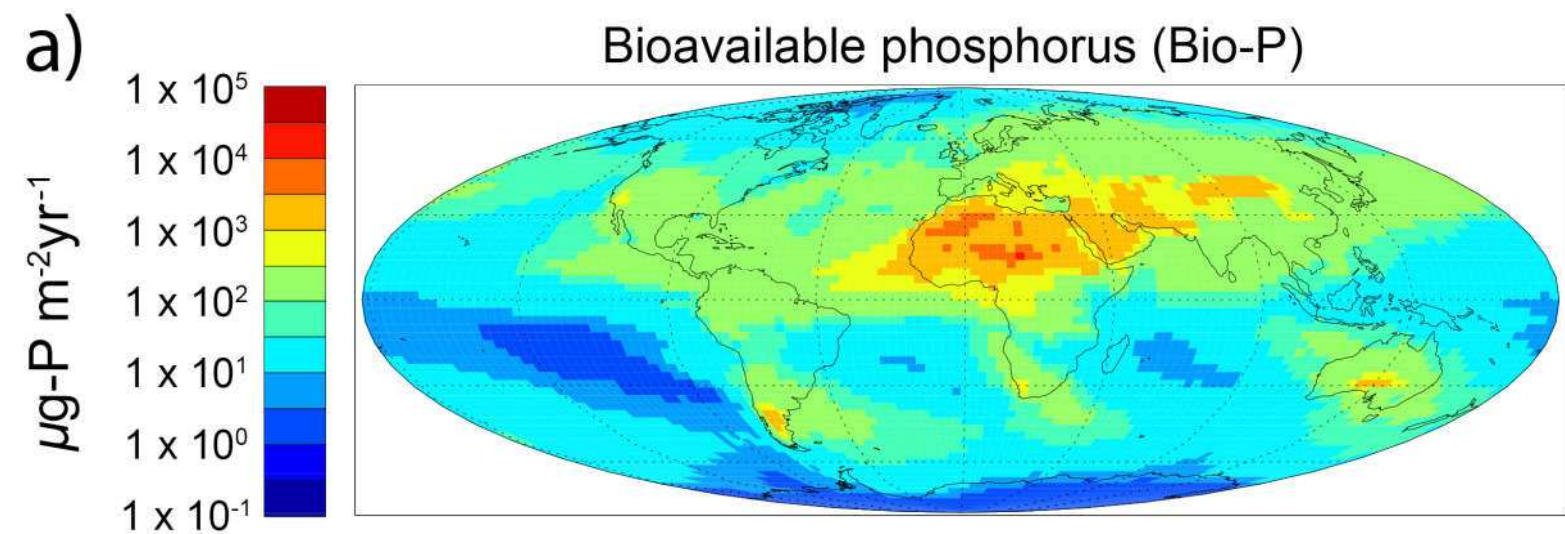 a)
Bioavailable phosphorus (Bio-P)
1 x 10⁵
1 x 10⁴
1 x 10³
1 x 10²
1 x 10¹
1 x 10⁰
1 x 10⁻¹
µg-P m⁻²yr⁻¹